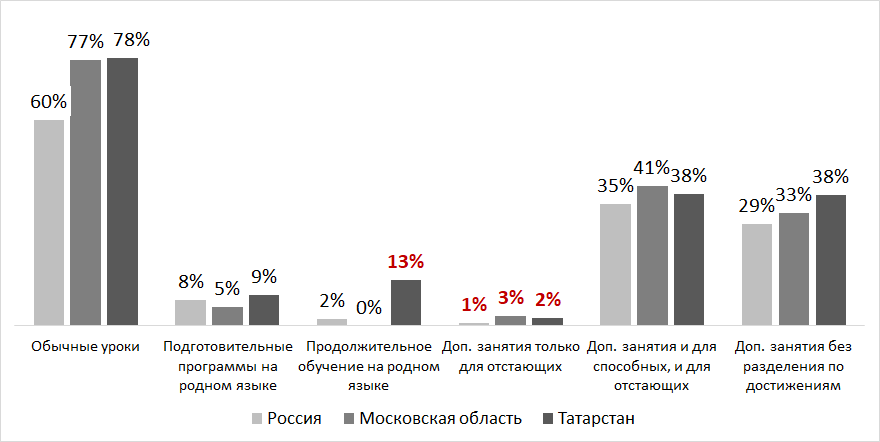 60% 77% 78%
8% 5% 9%
2% 0% 13%
1% 3% 2%
35% 41% 38%
29% 33% 38%
Обычные уроки
Подготовительные
программы на
родном языке
Продолжительное
обучение на родном
языке
Доп. занятия только
для отстающих
Доп. занятия и для
способных, и для
отстающих
Доп. занятия без
разделения по
достижениям
Россия Московская область Татарстан